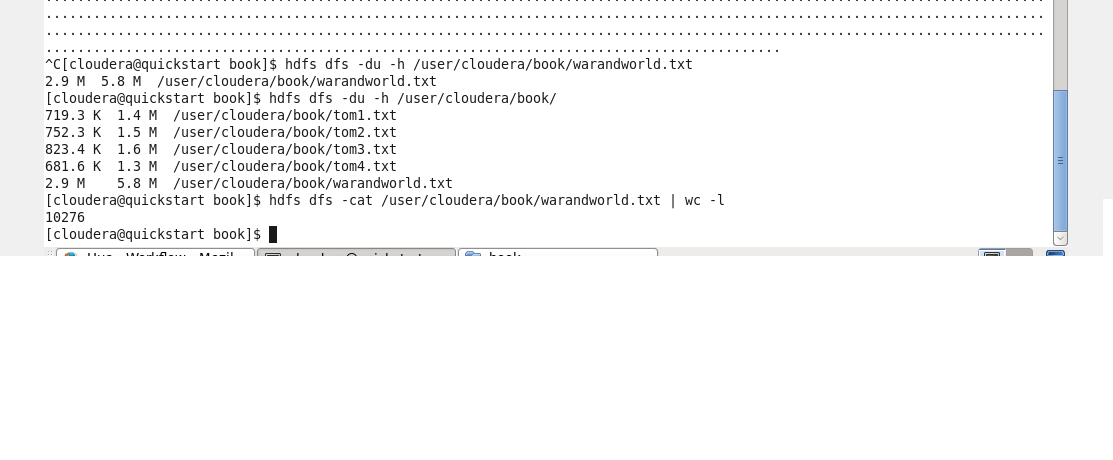 ^C[cloudera@quickstart book]$ hdfs dfs -du -h /user/cloudera/book/warandworld.txt
2.9 M  5.8 M  /user/cloudera/book/warandworld.txt
[cloudera@quickstart book]$ hdfs dfs -du -h /user/cloudera/book/
719.3 K  1.4 M  /user/cloudera/book/tom1.txt
752.3 K  1.5 M  /user/cloudera/book/tom2.txt
823.4 K  1.6 M  /user/cloudera/book/tom3.txt
681.6 K  1.3 M  /user/cloudera/book/tom4.txt
2.9 M    5.8 M  /user/cloudera/book/warandworld.txt
[cloudera@quickstart book]$ hdfs dfs -cat /user/cloudera/book/warandworld.txt | wc -l
10276
[cloudera@quickstart book]$